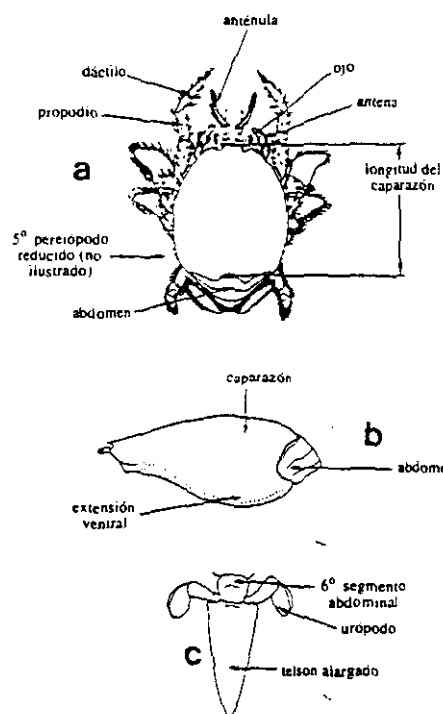 anténula
dáctilo
ojo
propodio
antena
a
longitud del
caparazón
5° pereiópodo
reducido (no
ilustrado)
abdomen
caparazón
b
abdome
extensión
ventral
6° segmento
abdominal
urópodo
c
telson alargado